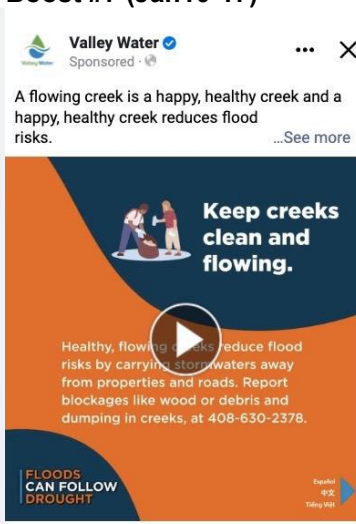 Valley Water
Sponsored ·
A flowing creek is a happy, healthy creek and a
happy, healthy creek reduces flood
risks. ...See more
Keep creeks
clean and
flowing.
Healthy, flowing reduce flood
risks by carrying stormwaters away
from properties and roads. Report
blockages like wood or debris and
dumping in creeks, at 408-630-2378.
FLOODS
CAN FOLLOW
DROUGHT
Español
中文
Tiếng Việt